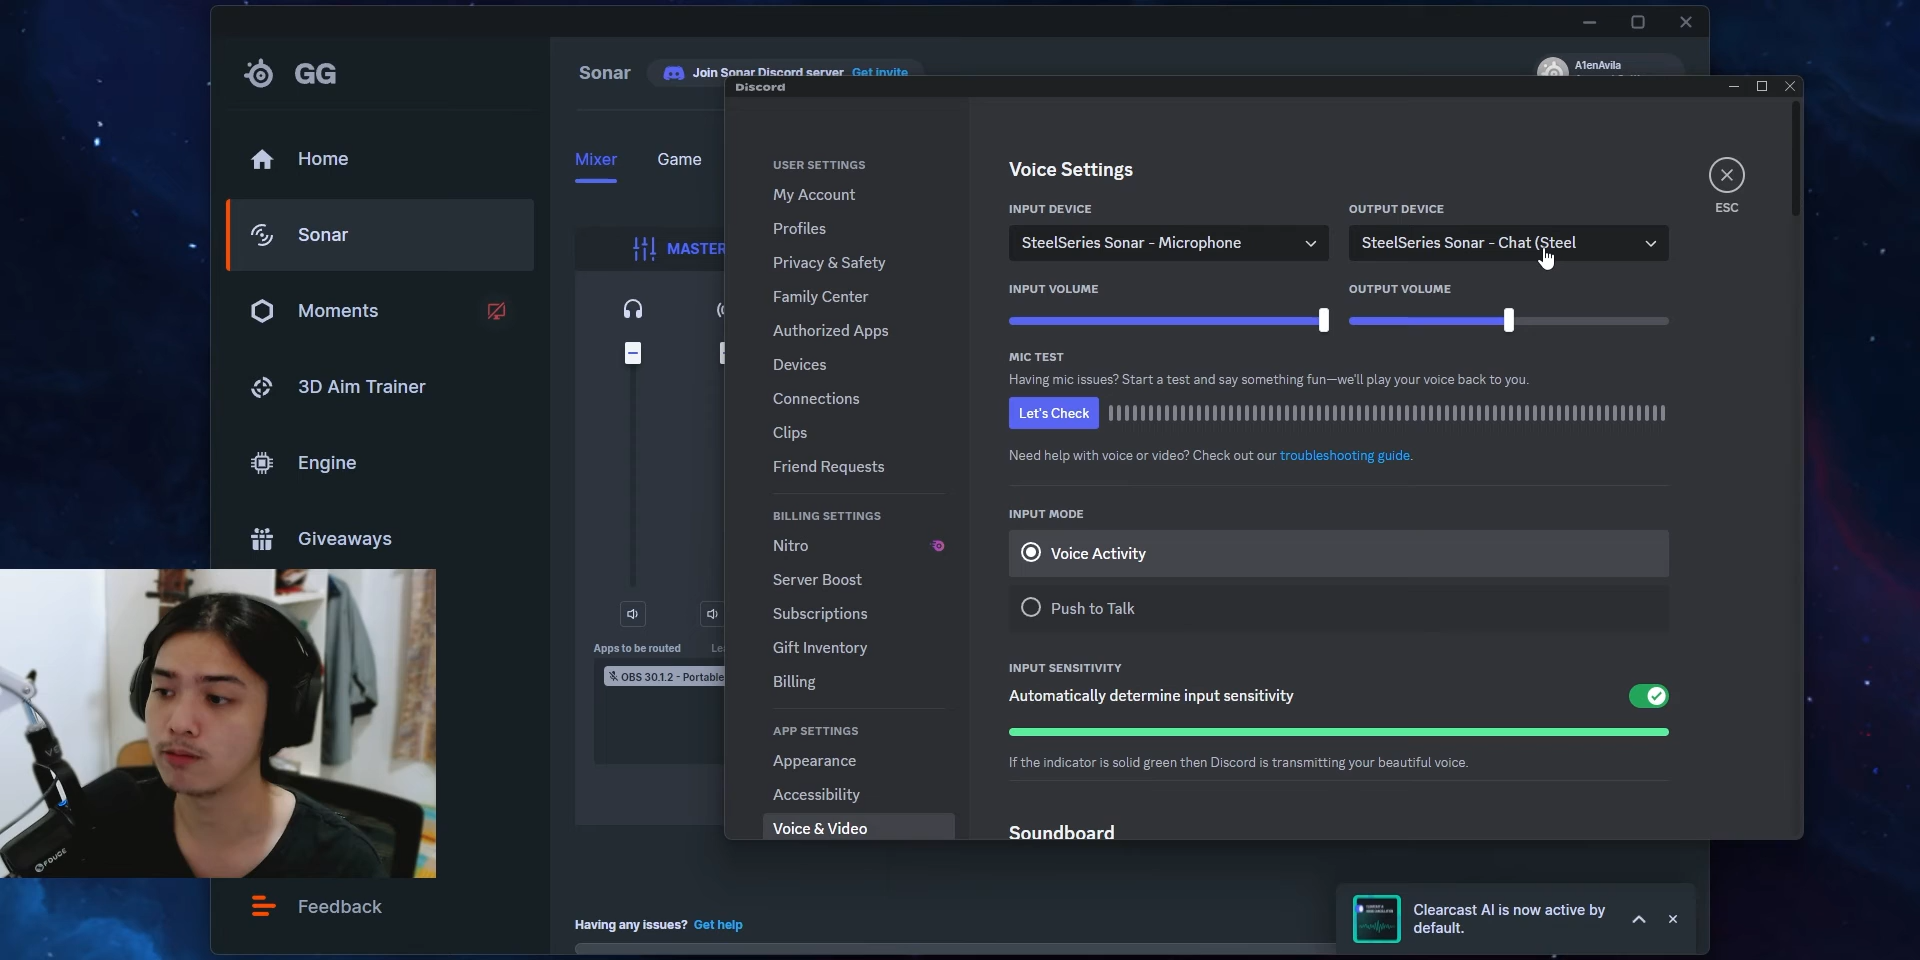 GG
Home
Sonar
Moments
3D Aim Trainer
Engine
Giveaways
Feedback
Sonar
Join Sonar Discord server Get invite
A1enAvila
Mixer
Game
MASTER
Apps to be routed
OBS 30.1.2 - Portable
Having any issues? Get help
Discord
USER SETTINGS
My Account
Profiles
Privacy & Safety
Family Center
Authorized Apps
Devices
Connections
Clips
Friend Requests
BILLING SETTINGS
Nitro
Server Boost
Subscriptions
Gift Inventory
Billing
APP SETTINGS
Appearance
Accessibility
Voice & Video
Voice Settings
ESC
INPUT DEVICE
OUTPUT DEVICE
SteelSeries Sonar - Microphone
SteelSeries Sonar - Chat (Steel
INPUT VOLUME
OUTPUT VOLUME
MIC TEST
Having mic issues? Start a test and say something fun—we'll play your voice back to you.
Let's Check
Need help with voice or video? Check out our troubleshooting guide.
INPUT MODE
Voice Activity
Push to Talk
INPUT SENSITIVITY
Automatically determine input sensitivity
If the indicator is solid green then Discord is transmitting your beautiful voice.
Soundboard
Clearcast AI is now active by
default.